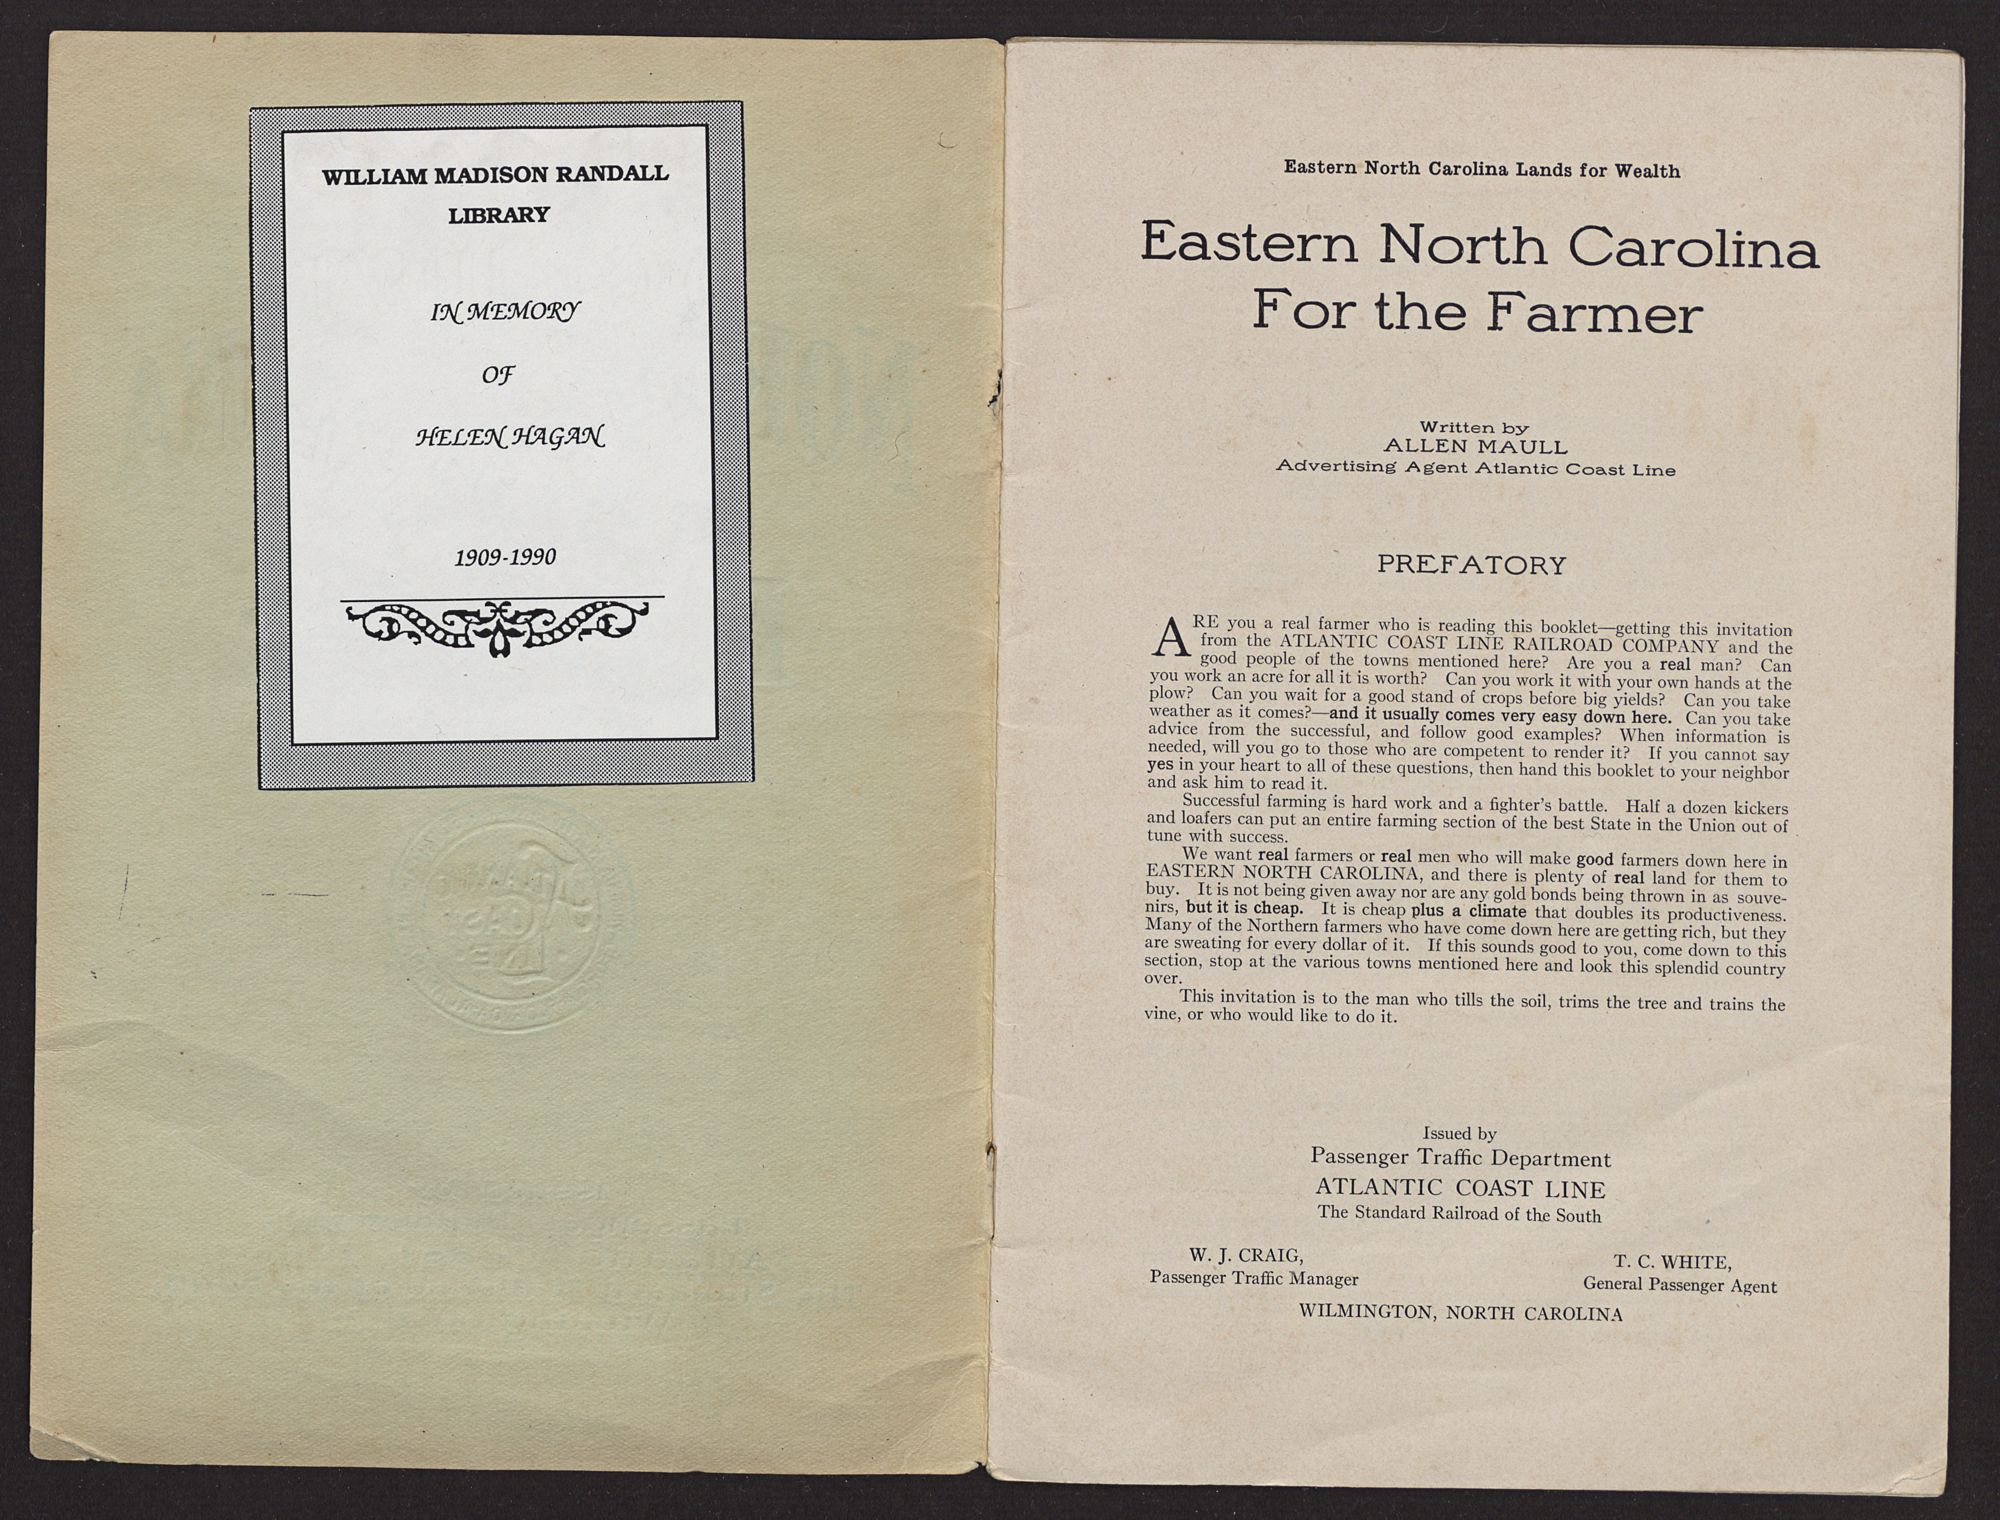 WILLIAM MADISON RANDALL
LIBRARY
IN MEMORY
OF
HELEN HAGAN
1909-1990
Eastern North Carolina Lands for Wealth
Eastern North Carolina
For the Farmer
Written by
ALLEN MAULL
Advertising Agent Atlantic Coast Line
PREFATORY
ARE you a real farmer who is reading this booklet—getting this invitation
from the ATLANTIC COAST LINE RAILROAD COMPANY and the
good people of the towns mentioned here? Are you a real man? Can
you work an acre for all it is worth? Can you work it with your own hands at the
plow? Can you wait for a good stand of crops before big yields? Can you take
weather as it comes?—and it usually comes very easy down here. Can you take
advice from the successful, and follow good examples? When information is
needed, will you go to those who are competent to render it? If you cannot say
yes in your heart to all of these questions, then hand this booklet to your neighbor
and ask him to read it.
Successful farming is hard work and a fighter's battle. Half a dozen kickers
and loafers can put an entire farming section of the best State in the Union out of
tune with success.
We want real farmers or real men who will make good farmers down here in
EASTERN NORTH CAROLINA, and there is plenty of real land for them to
buy. It is not being given away nor are any gold bonds being thrown in as souve-
nirs, but it is cheap. It is cheap plus a climate that doubles its productiveness.
Many of the Northern farmers who have come down here are getting rich, but they
are sweating for every dollar of it. If this sounds good to you, come down to this
section, stop at the various towns mentioned here and look this splendid country
over.
This invitation is to the man who tills the soil, trims the tree and trains the
vine, or who would like to do it.
Issued by
Passenger Traffic Department
ATLANTIC COAST LINE
The Standard Railroad of the South
W. J. CRAIG,
Passenger Traffic Manager
T. C. WHITE,
General Passenger Agent
WILMINGTON, NORTH CAROLINA